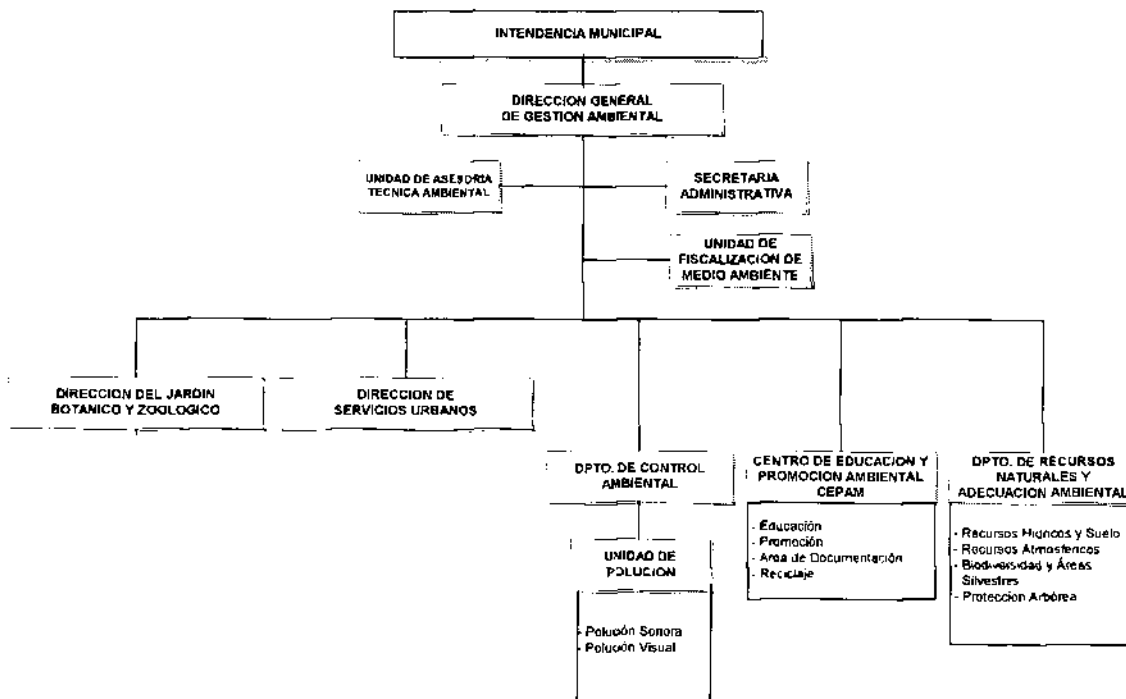 INTENDENCIA MUNICIPAL
DIRECCION GENERAL
DE GESTION AMBIENTAL
UNIDAD DE ASESORIA
TECNICA AMBIENTAL
SECRETARIA
ADMINISTRATIVA
UNIDAD DE
FISCALIZACION DE
MEDIO AMBIENTE
DIRECCION DEL JARDIN
BOTANICO Y ZOOLOGICO
DIRECCION DE
SERVICIOS URBANOS
DPTO. DE CONTROL
AMBIENTAL
UNIDAD DE
POLUCION
- Polución Sonora
- Polución Visual
CENTRO DE EDUCACION Y
PROMOCION AMBIENTAL
CEPAM
- Educación
- Promoción
- Area de Documentación
- Reciclaje
DPTO. DE RECURSOS
NATURALES Y
ADECUACION AMBIENTAL
- Recursos Hídricos y Suelo
- Recursos Atmosféricos
- Biodiversidad y Áreas
Silvestres
- Protección Arbórea